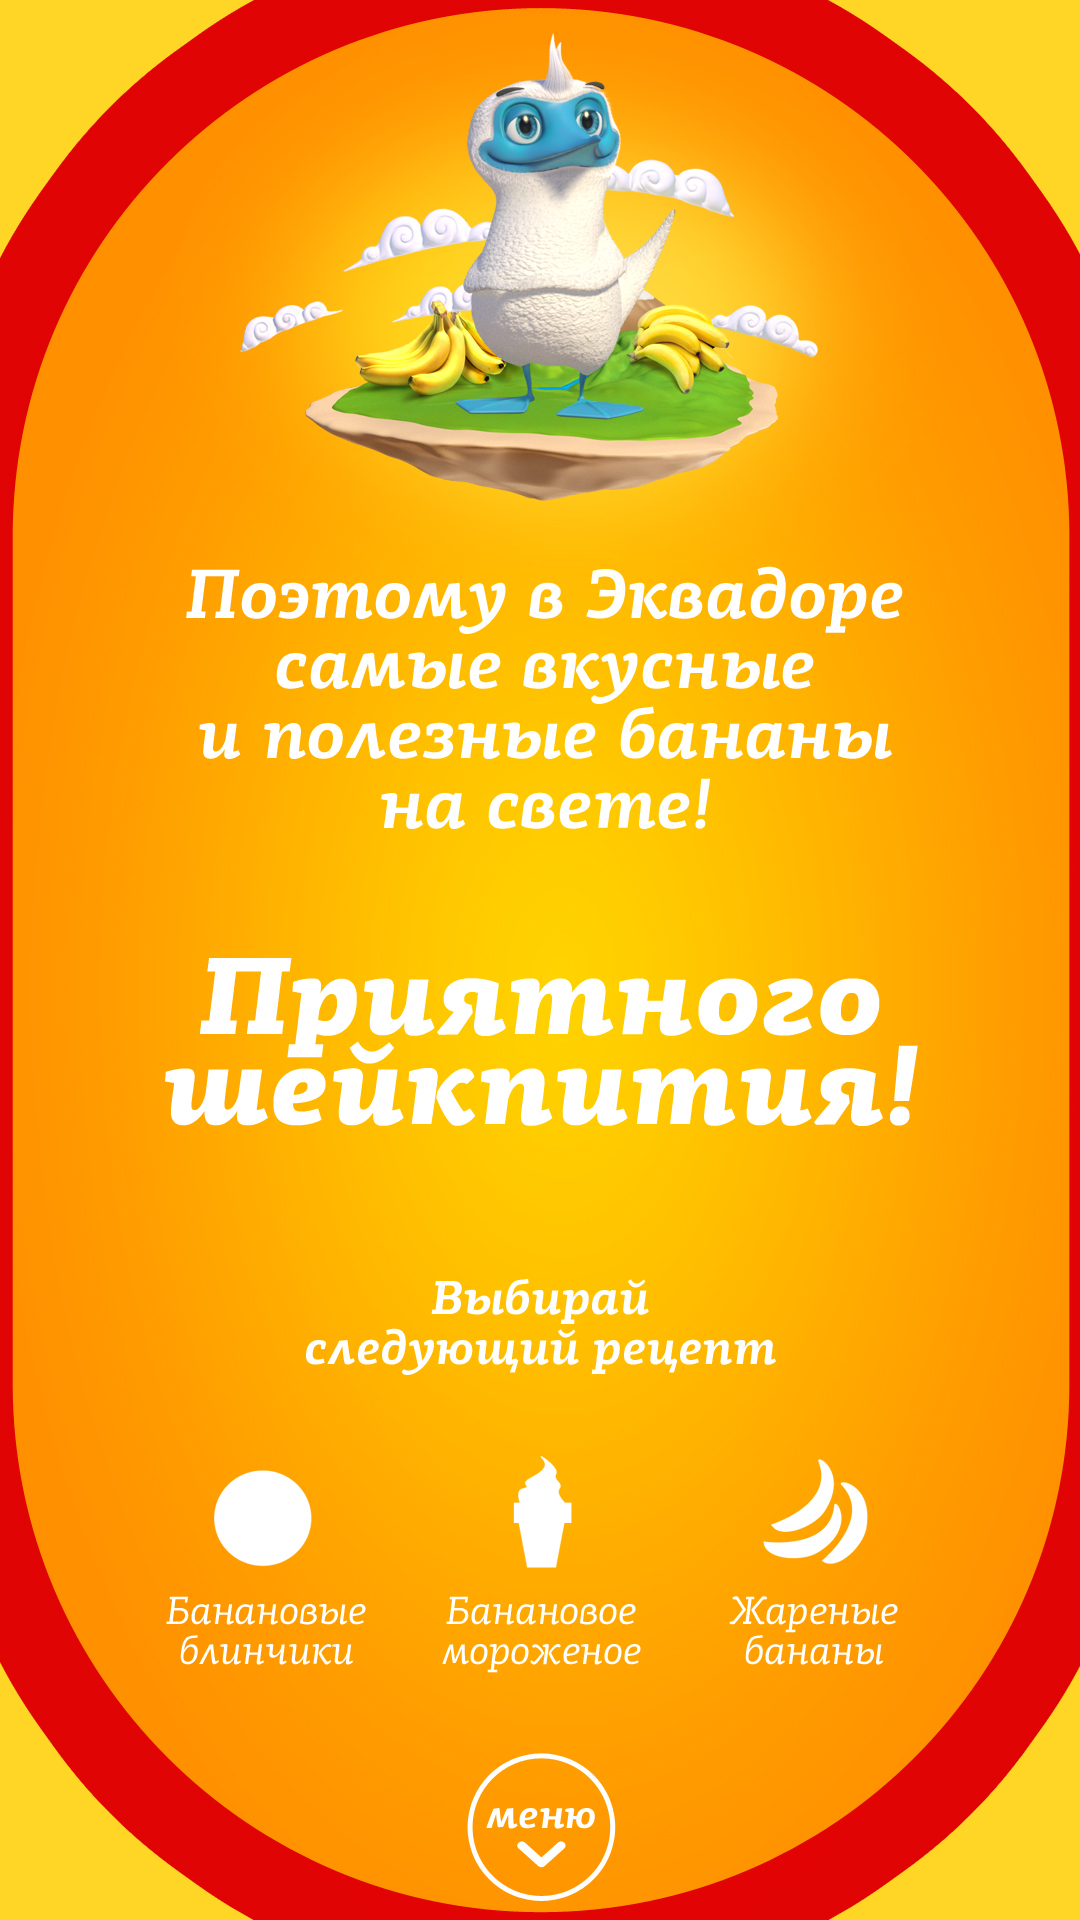 Поэтому в Эквадоре
самые вкусные
и полезные бананы
на свете!
Приятного
шейкпития!
Выбирай
следующий рецепт
Банановые
блинчики
Банановое
мороженое
Жареные
бананы
меню